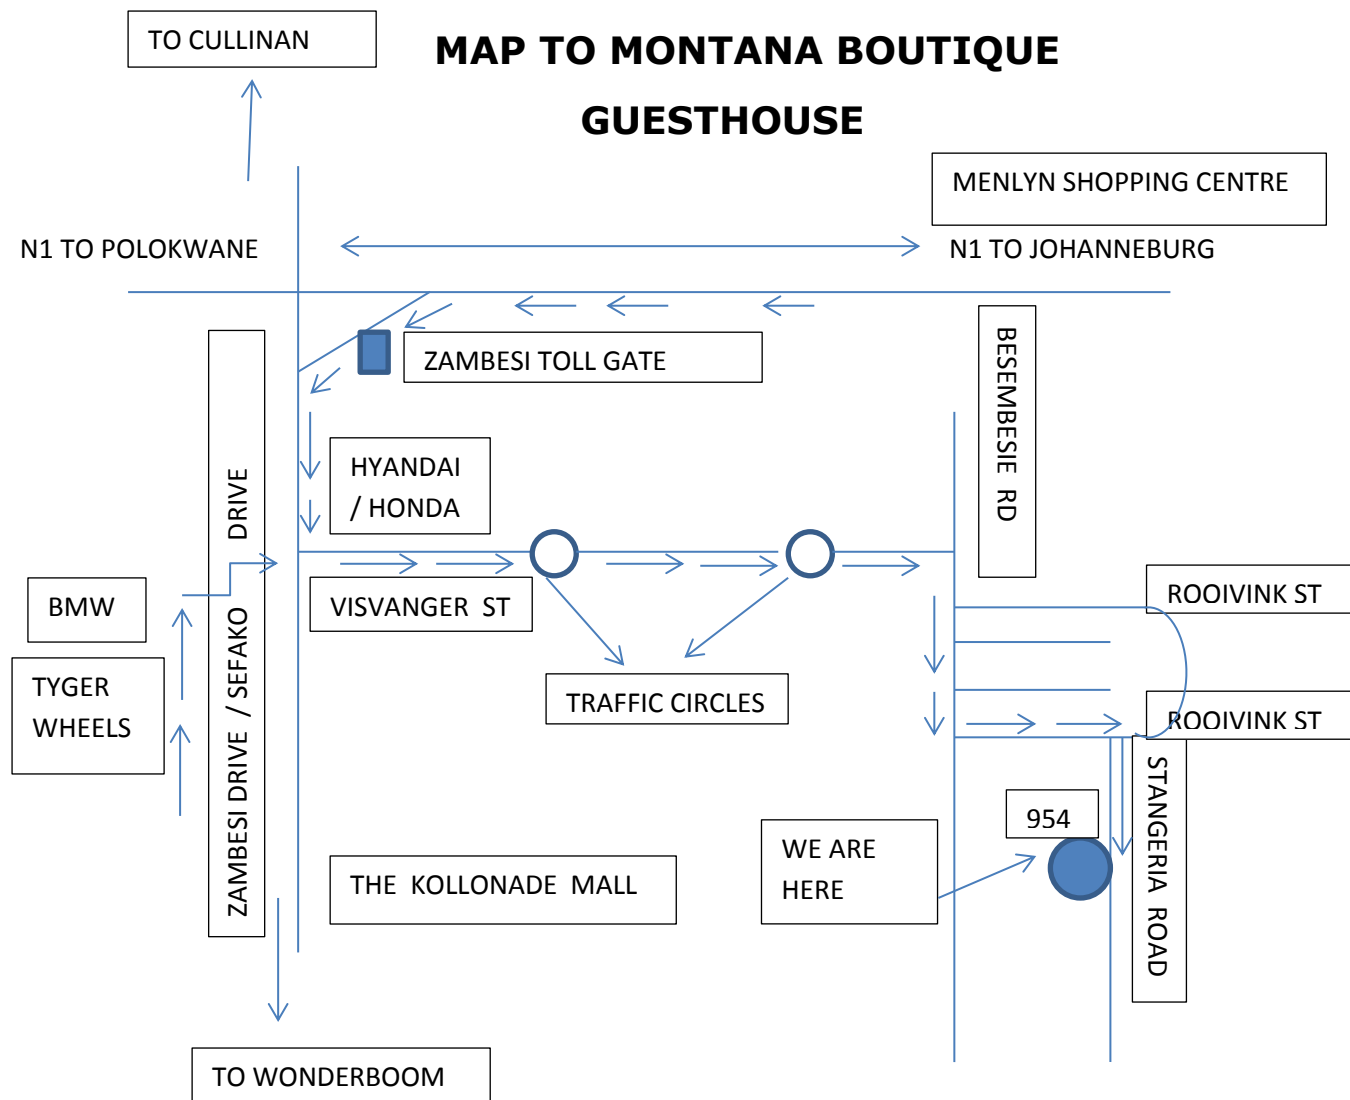 TO CULLINAN
MAP TO MONTANA BOUTIQUE
GUESTHOUSE
MENLYN SHOPPING CENTRE
N1 TO POLOKWANE
N1 TO JOHANNEBURG
ZAMBESI TOLL GATE
BESEMBESIE RD
ZAMBESI DRIVE / SEFAKO DRIVE
HYANDAI
/ HONDA
BMW
VISVANGER ST
ROOIVINK ST
TYGER
WHEELS
TRAFFIC CIRCLES
ROOIVINK ST
STANGERIA ROAD
954
WE ARE
HERE
THE KOLLONADE MALL
TO WONDERBOOM